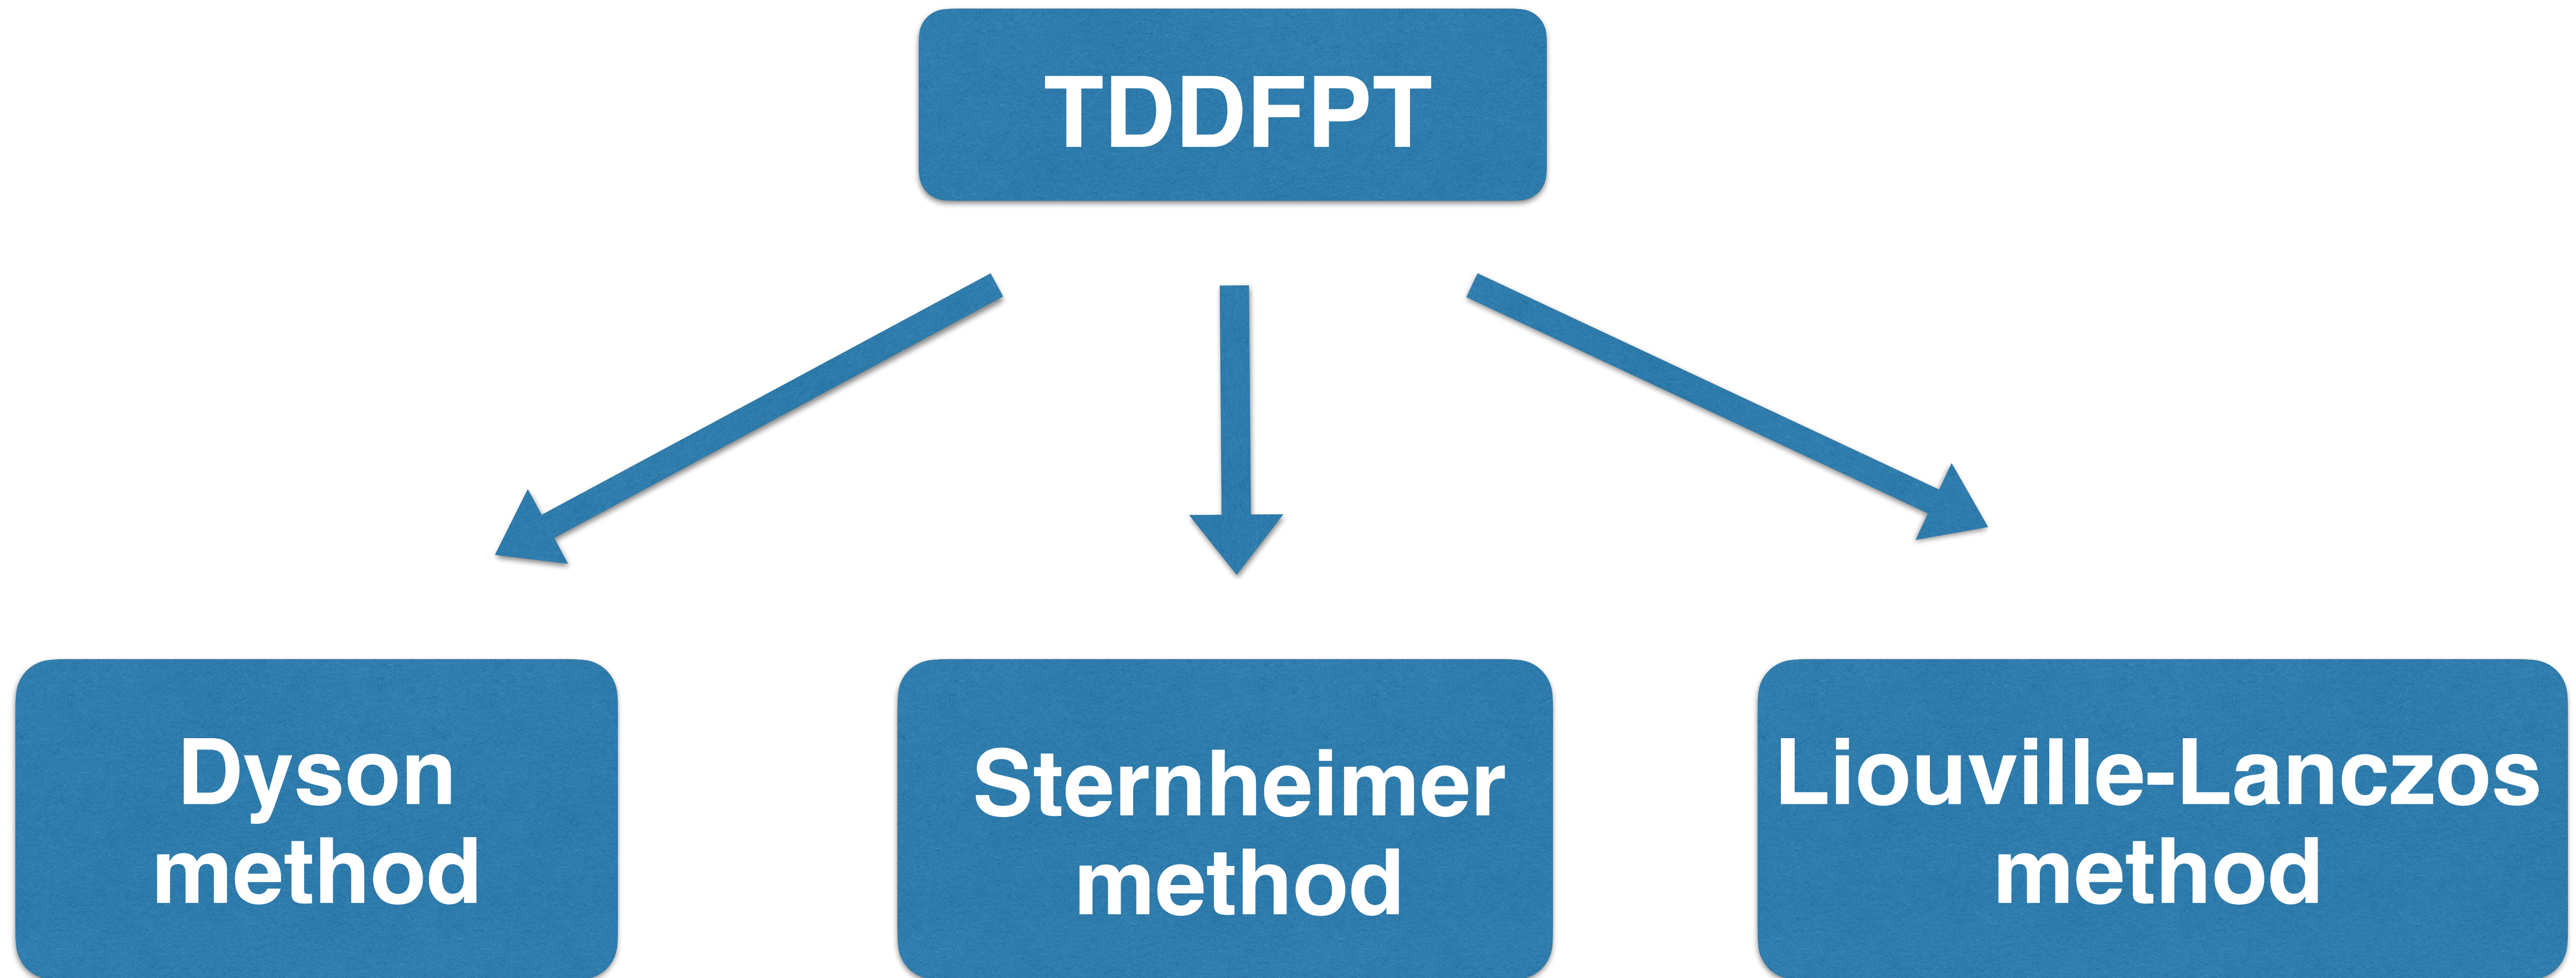 TDDFPT
Dyson
method
Sternheimer
method
Liouville-Lanczos
method